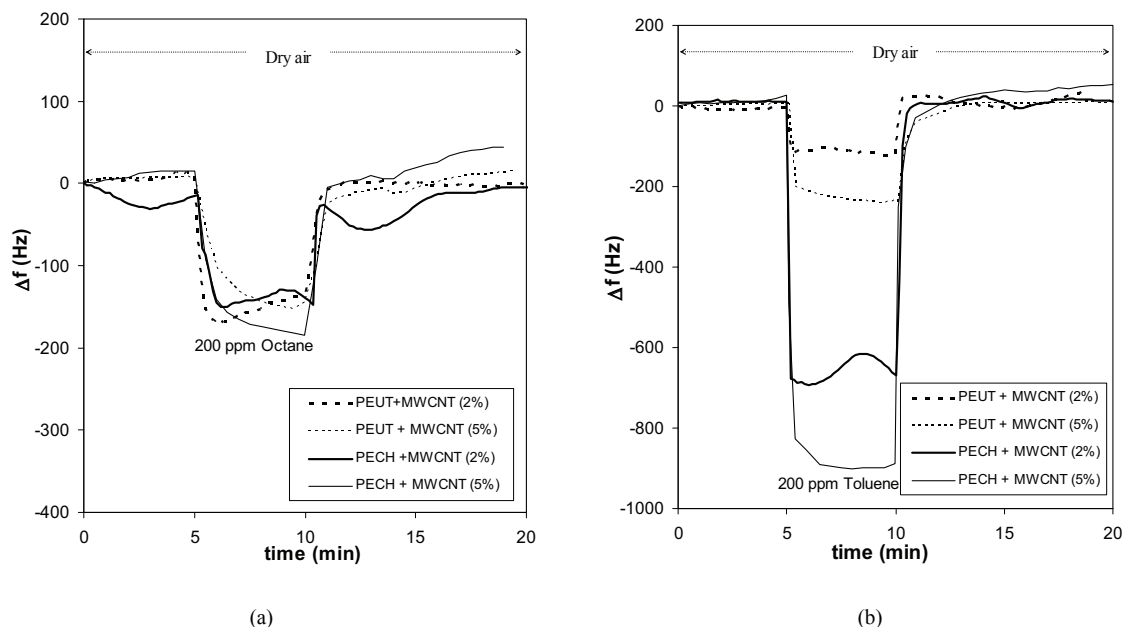 200
100
0
-100
-200
-300
-400
Δf (Hz)
Dry air
200 ppm Octane
PEUT+MWCNT (2%)
PEUT + MWCNT (5%)
PECH +MWCNT (2%)
PECH + MWCNT (5%)
0 5 10 15 20
time (min)
(a)
200
0
-200
-400
-600
-800
-1000
Δf (Hz)
Dry air
200 ppm Toluene
PEUT + MWCNT (2%)
PEUT + MWCNT (5%)
PECH + MWCNT (2%)
PECH + MWCNT (5%)
0 5 10 15 20
time (min)
(b)